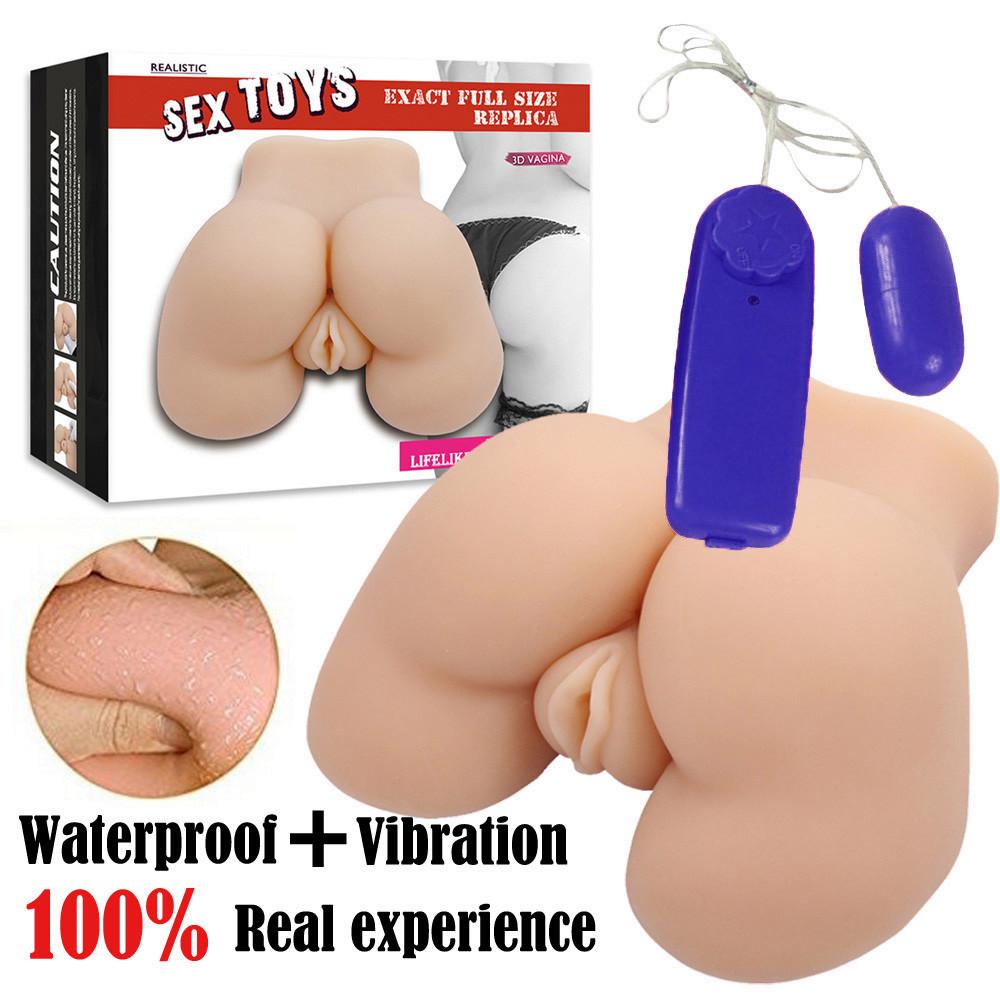 REALISTIC
SEX TOYS
EXACT FULL SIZE
REPLICA
3D VAGINA
CAUTION
Waterproof + Vibration
100% Real experience